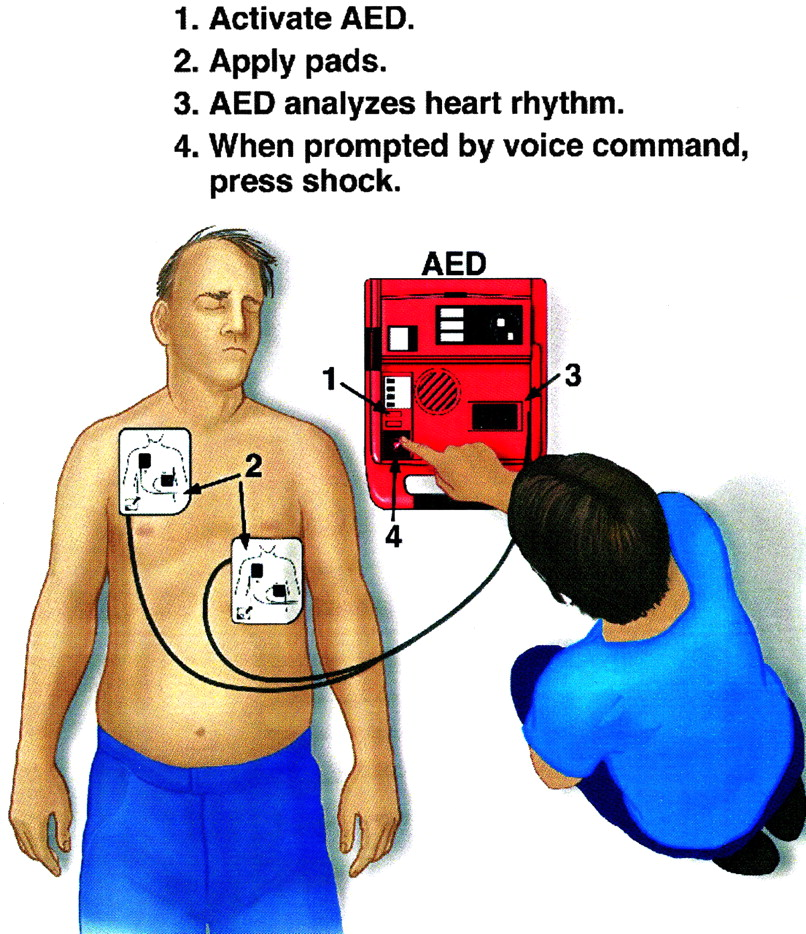 1. Activate AED.
2. Apply pads.
3. AED analyzes heart rhythm.
4. When prompted by voice command,
press shock.
AED
1
3
2
4